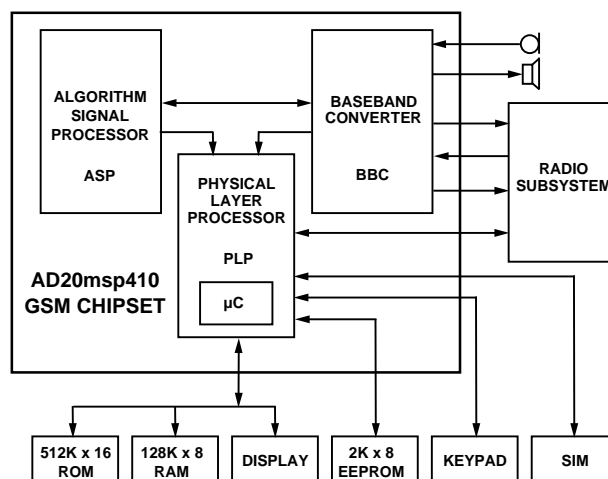 ALGORITHM
SIGNAL
PROCESSOR
ASP
BASEBAND
CONVERTER
BBC
RADIO
SUBSYSTEM
PHYSICAL
LAYER
PROCESSOR
PLP
µC
AD20msp410
GSM CHIPSET
512K x 16
ROM
128K x 8
RAM
DISPLAY
2K x 8
EEPROM
KEYPAD
SIM